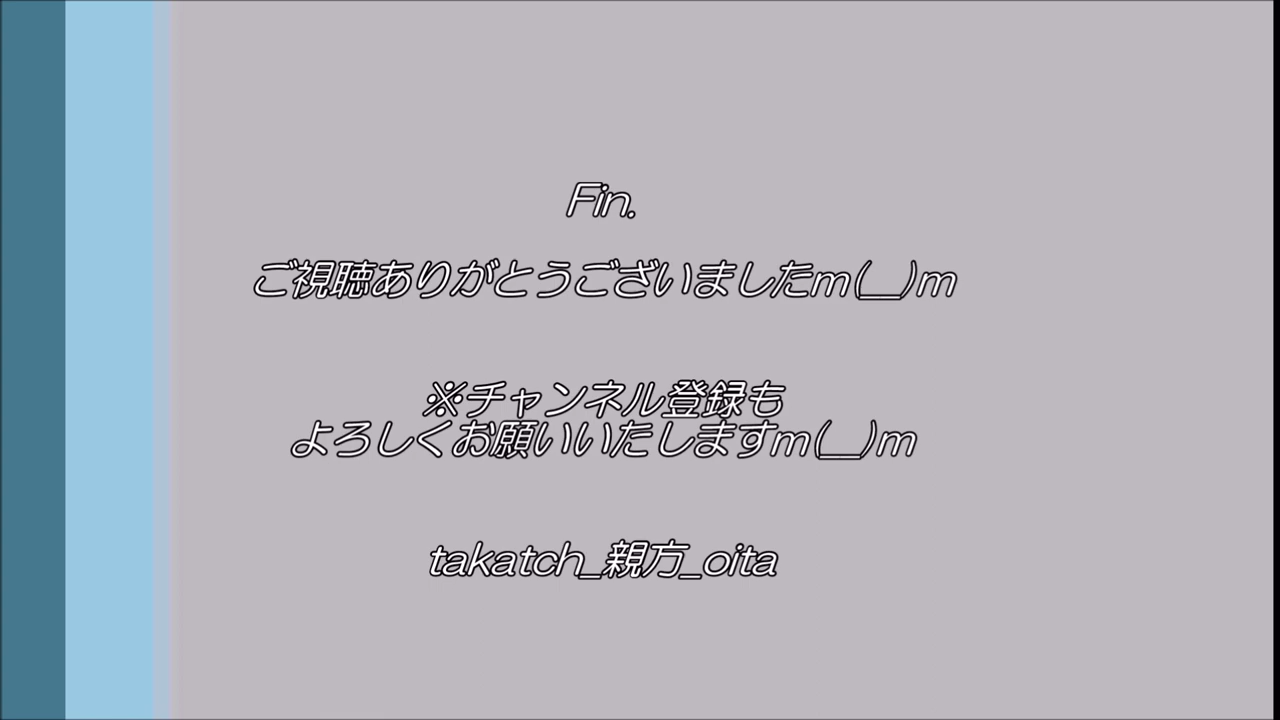 Fin.
ご視聴ありがとうございましたm(__)m
※チャンネル登録も
よろしくお願いいたしますm(__)m
takatch_親方_oita